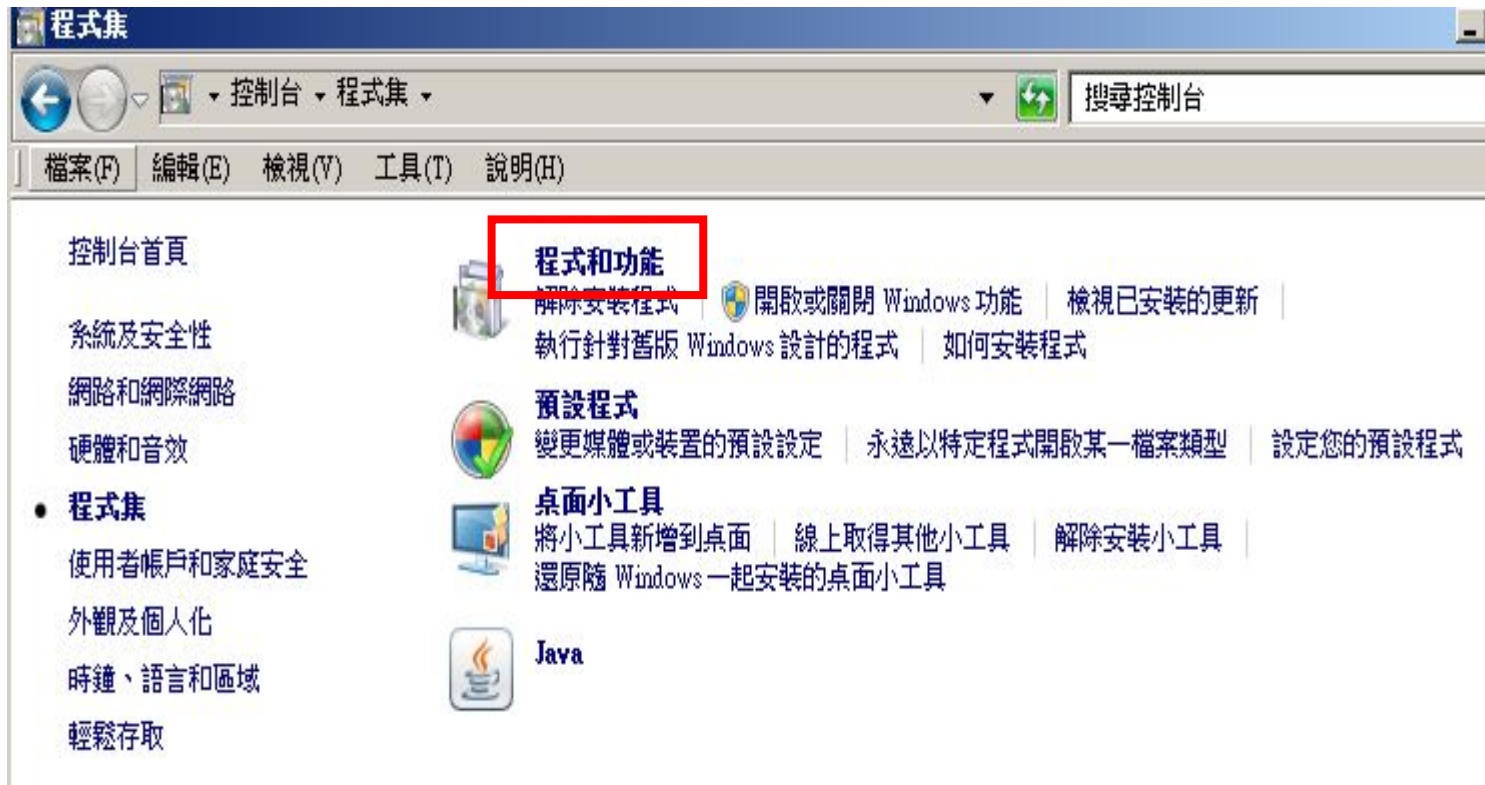 程式集
控制台 程式集
搜尋控制台
檔案(F) 編輯(E) 檢視(V) 工具(T) 說明(H)
控制台首頁
系統及安全性
網路和網際網路
硬體和音效
程式集
使用者帳戶和家庭安全
外觀及個人化
時鐘、語言和區域
輕鬆存取
程式和功能
解除安裝程式 開啟或關閉 Windows 功能 檢視已安裝的更新
執行針對舊版 Windows 設計的程式 如何安裝程式
預設程式
變更媒體或裝置的預設設定 永遠以特定程式開啟某一檔案類型 設定您的預設程式
桌面小工具
將小工具新增到桌面 線上取得其他小工具 解除安裝小工具
還原隨 Windows 一起安裝的桌面小工具
Java